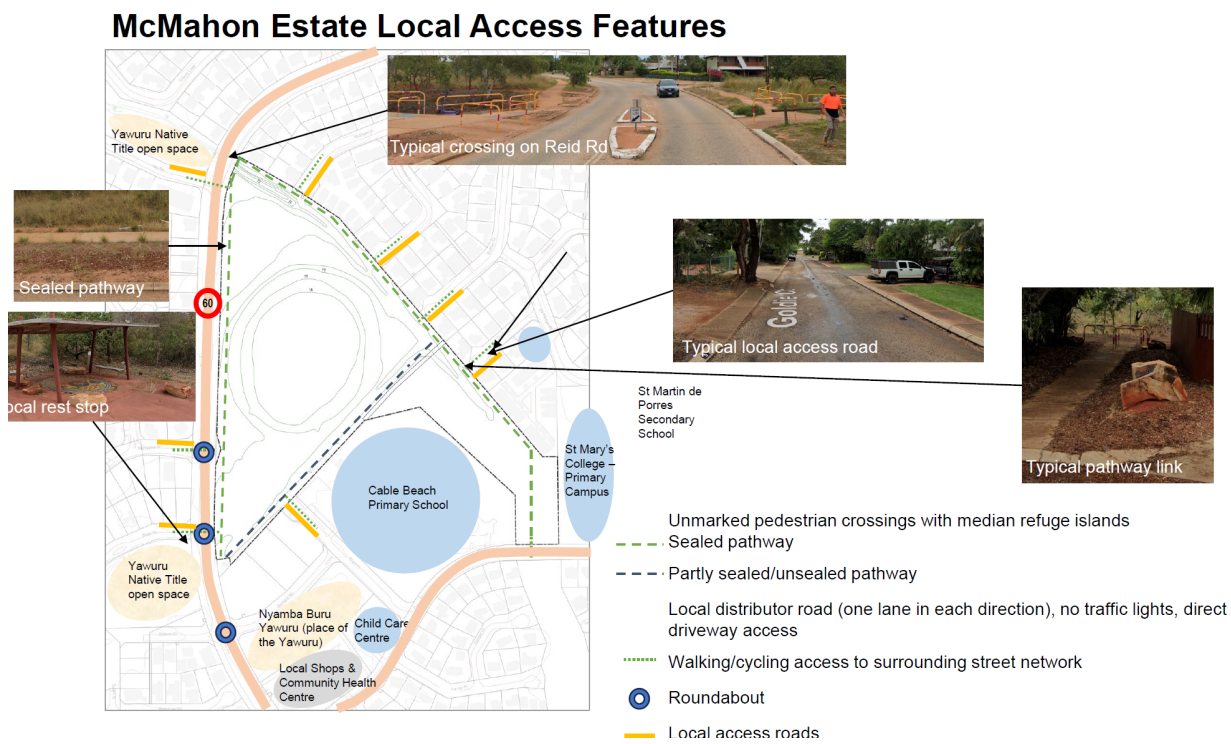 McMahon Estate Local Access Features
Typical crossing on Reid Rd
Yawuru Native
Title open space
Sealed pathway
60
ocal rest stop
Goldie C
Typical local access road
Typical pathway link
St Martin de
Porres
Secondary
School
St Mary's
College –
Primary
Campus
Cable Beach
Primary School
Yawuru
Native Title
open space
Nyamba Buru
Yawuru (place of
the Yawuru)
Child Care
Centre
Local Shops &
Community Health
Centre
Unmarked pedestrian crossings with median refuge islands
Sealed pathway
Partly sealed/unsealed pathway
Local distributor road (one lane in each direction), no traffic lights, direct
driveway access
Walking/cycling access to surrounding street network
Roundabout
Local access roads